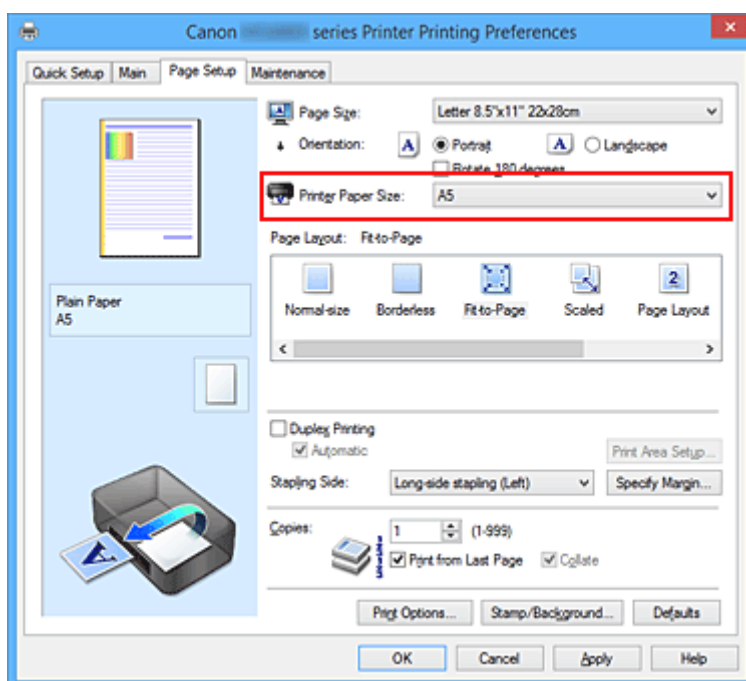 Canon series Printer Printing Preferences
Quick Setup Main Page Setup Maintenance
Page Size: Letter 8.5"x11" 22x28cm
Orientation: A Portrait A Landscape
Rotate 180 degrees
Printer Paper Size: A5
Page Layout: Fit-to-Page
Normal-size Borderless Fit-to-Page Scaled Page Layout
Plain Paper
A5
Duplex Printing
Automatic
Print Area Setup...
Stapling Side: Long-side stapling (Left) Specify Margin...
Copies: 1 (1-999)
Print from Last Page Collate
Print Options... Stamp/Background... Defaults
OK Cancel Apply Help